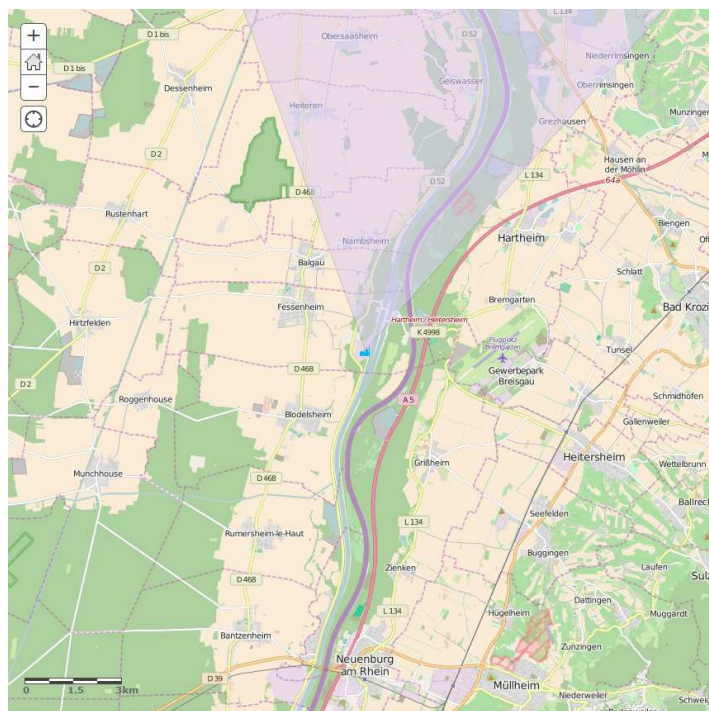 D 1 bis
Obersaasheim
D 52
L 134
Niederrimsingen
D 1 bis
Dessenheim
Geiswasser
Oberrimsingen
Heiteren
Grezhausen
Munzingen
D 2
Hausen an
der Möhlin
D 468
D 52
L 134
64a
Rustenhart
Biengen
Nambsheim
Hartheim
D 2
Balgau
Schlatt
Fessenheim
Bremgarten
Bad Krozi
Hirtzfelden
Hartheim / Heitersheim
K 4998
Flugplatz
Bremgarten
Tunsel
D 2
D 468
Gewerbepark
Breisgau
Schmidhofen
Roggenhouse
A 5
Blodelsheim
Gallenweiler
Heitersheim
Munchhouse
Grißheim
Wettelbrunn
D 468
Ballrec
Seefelden
L 134
Rumersheim-le-Haut
Buggingen
Zienken
Laufen
Sulz
D 468
Dattingen
L 134
Hügelheim
Muggardt
Bantzenheim
Zunzingen
Neuenburg
am Rhein
D 39
Müllheim
Niederweiler
Schweig
0 1.5 3km